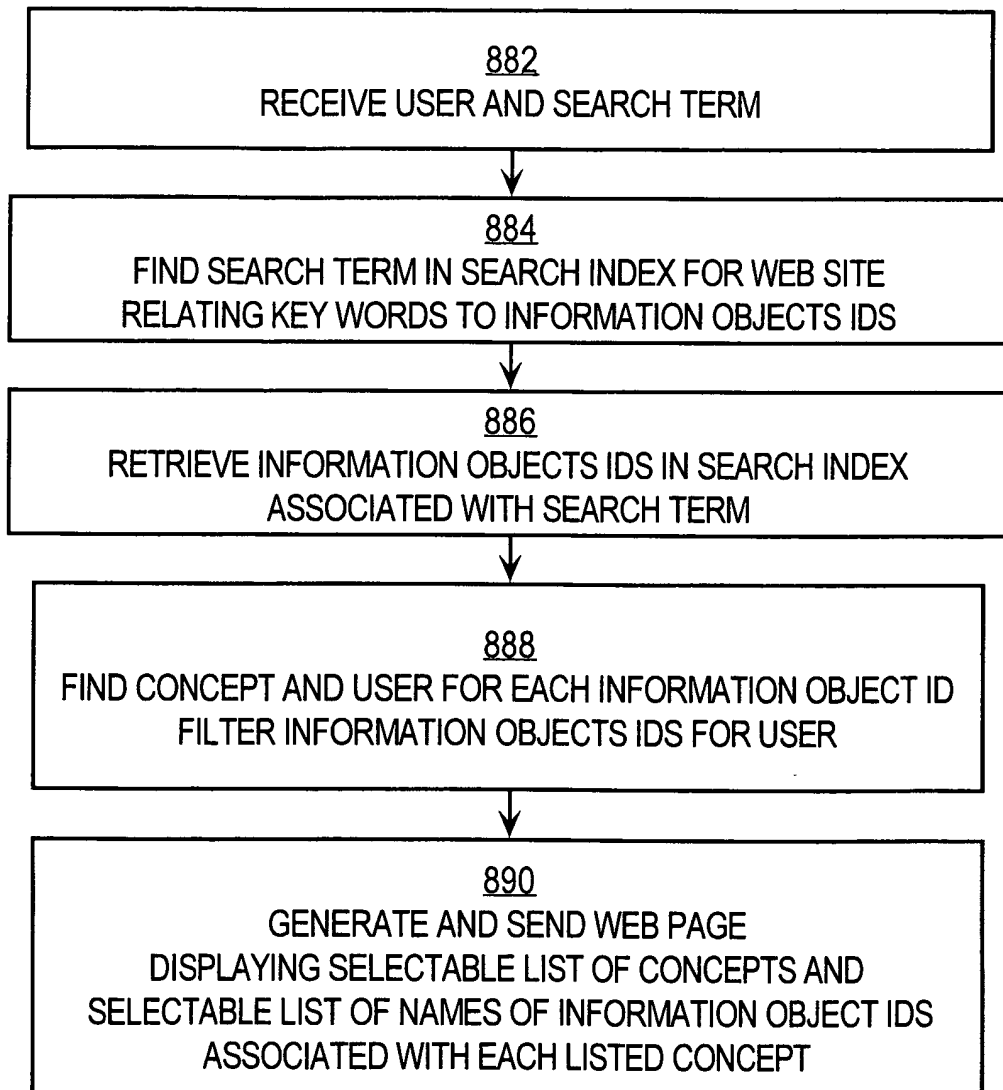 882
RECEIVE USER AND SEARCH TERM
884
FIND SEARCH TERM IN SEARCH INDEX FOR WEB SITE
RELATING KEY WORDS TO INFORMATION OBJECTS IDS
886
RETRIEVE INFORMATION OBJECTS IDS IN SEARCH INDEX
ASSOCIATED WITH SEARCH TERM
888
FIND CONCEPT AND USER FOR EACH INFORMATION OBJECT ID
FILTER INFORMATION OBJECTS IDS FOR USER
890
GENERATE AND SEND WEB PAGE
DISPLAYING SELECTABLE LIST OF CONCEPTS AND
SELECTABLE LIST OF NAMES OF INFORMATION OBJECT IDS
ASSOCIATED WITH EACH LISTED CONCEPT